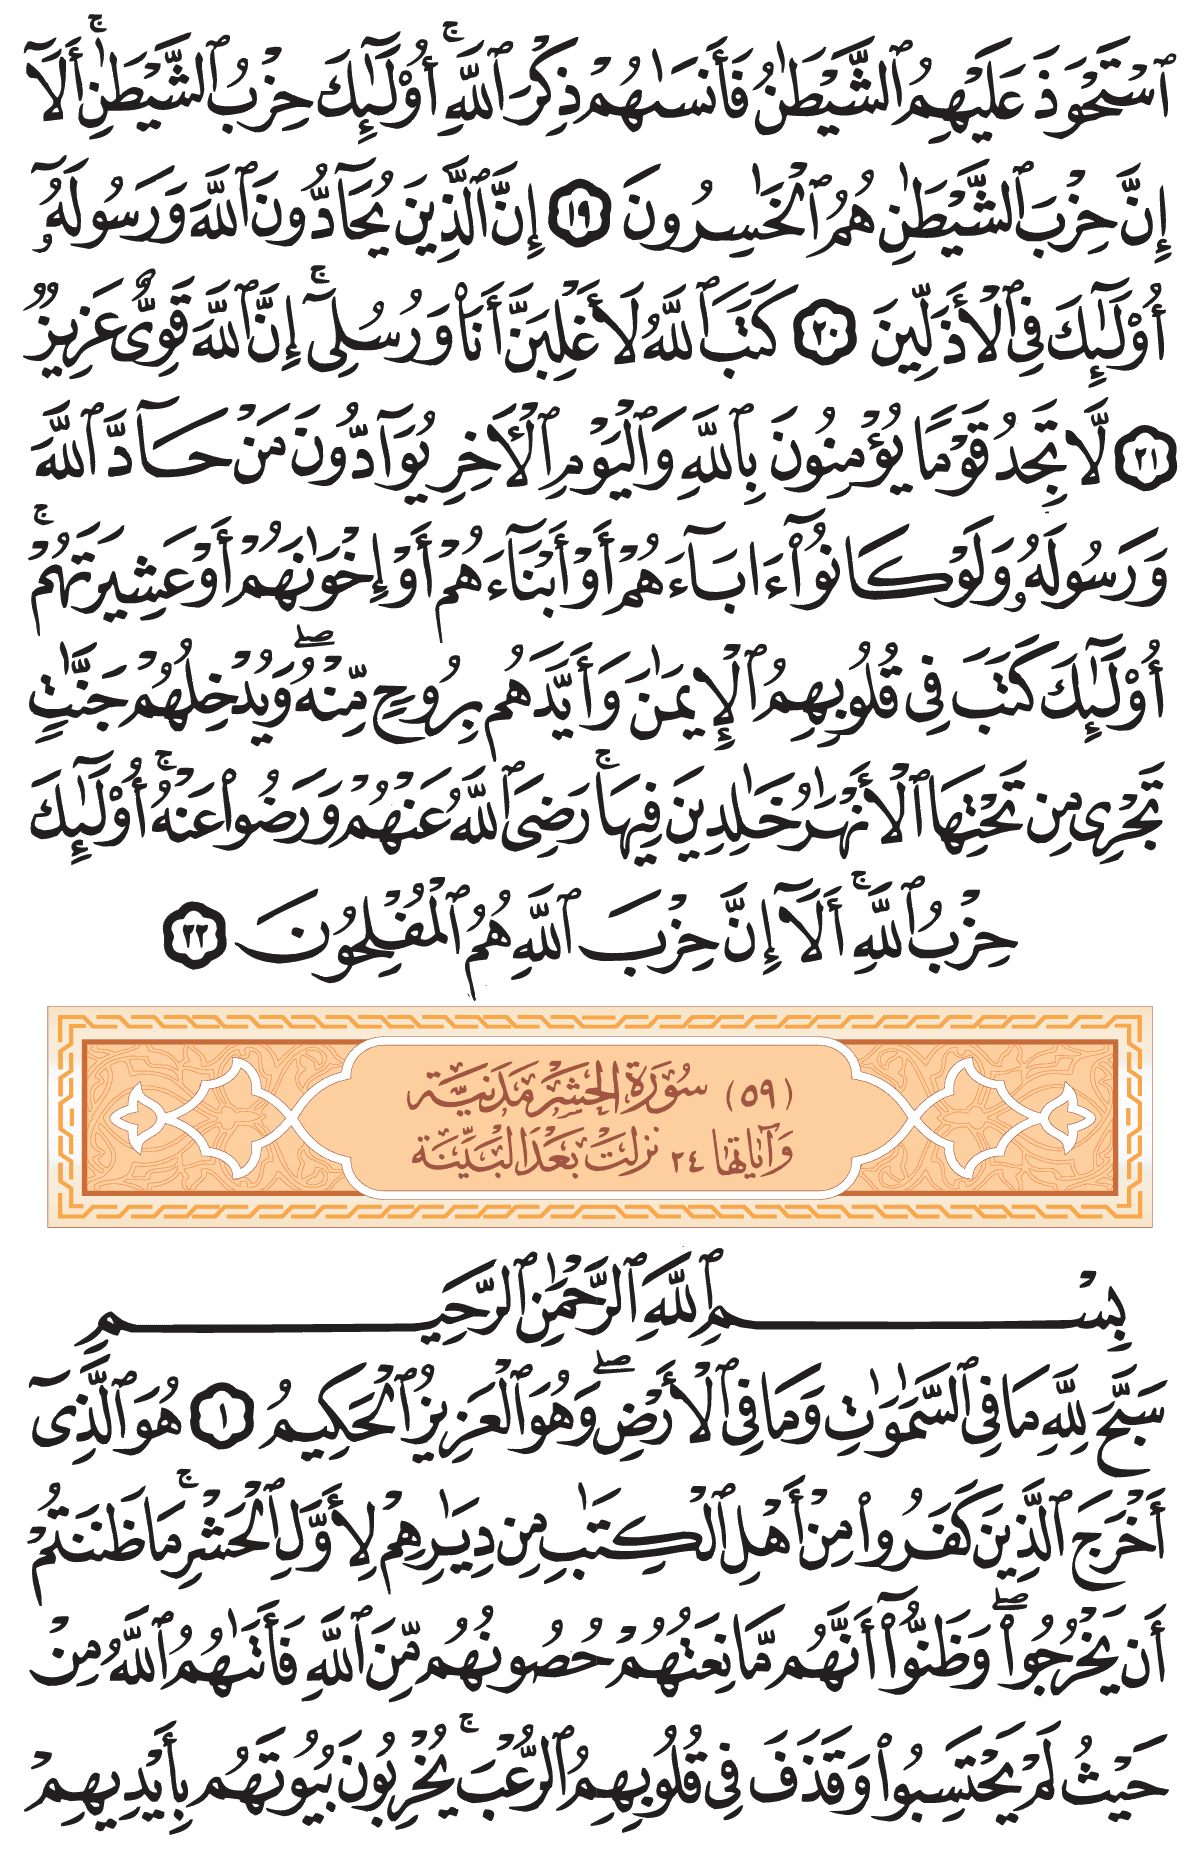 ٱسۡتَحۡوَذَ عَلَيۡهِمُ ٱلشَّيۡطَٰنُ فَأَنسَىٰهُمۡ ذِكۡرَ ٱللَّهِۚ أُوْلَٰٓئِكَ حِزۡبُ ٱلشَّيۡطَٰنِۚ أَلَآ
إِنَّ حِزۡبَ ٱلشَّيۡطَٰنِ هُمُ ٱلۡخَٰسِرُونَ ١٩ إِنَّ ٱلَّذِينَ يُحَآدُّونَ ٱللَّهَ وَرَسُولَهُۥٓ
أُوْلَٰٓئِكَ فِي ٱلۡأَذَلِّينَ ٢٠ كَتَبَ ٱللَّهُ لَأَغۡلِبَنَّ أَنَا۠ وَرُسُلِيٓۚ إِنَّ ٱللَّهَ قَوِيٌّ عَزِيزٞ
٢١ لَّا تَجِدُ قَوۡمٗا يُؤۡمِنُونَ بِٱللَّهِ وَٱلۡيَوۡمِ ٱلۡأٓخِرِ يُوَآدُّونَ مَنۡ حَآدَّ ٱللَّهَ
وَرَسُولَهُۥ وَلَوۡ كَانُوٓاْ ءَابَآءَهُمۡ أَوۡ أَبۡنَآءَهُمۡ أَوۡ إِخۡوَٰنَهُمۡ أَوۡ عَشِيرَتَهُمۡۚ
أُوْلَٰٓئِكَ كَتَبَ فِي قُلُوبِهِمُ ٱلۡإِيمَٰنَ وَأَيَّدَهُم بِرُوحٖ مِّنۡهُۖ وَيُدۡخِلُهُمۡ جَنَّٰتٖ
تَجۡرِي مِن تَحۡتِهَا ٱلۡأَنۡهَٰرُ خَٰلِدِينَ فِيهَاۚ رَضِيَ ٱللَّهُ عَنۡهُمۡ وَرَضُواْ عَنۡهُۚ أُوْلَٰٓئِكَ
حِزۡبُ ٱللَّهِۚ أَلَآ إِنَّ حِزۡبَ ٱللَّهِ هُمُ ٱلۡمُفۡلِحُونَ ٢٢
(٥٩) سُورَةُ الحَشْرِ مَدَنِيَّة
وَآيَاتُهَا ٢٤ نَزَلَتْ بَعْدَ البَيِّنَة
بِسۡمِ ٱللَّهِ ٱلرَّحۡمَٰنِ ٱلرَّحِيمِ
سَبَّحَ لِلَّهِ مَا فِي ٱلسَّمَٰوَٰتِ وَمَا فِي ٱلۡأَرۡضِۖ وَهُوَ ٱلۡعَزِيزُ ٱلۡحَكِيمُ ١ هُوَ ٱلَّذِيٓ
أَخۡرَجَ ٱلَّذِينَ كَفَرُواْ مِنۡ أَهۡلِ ٱلۡكِتَٰبِ مِن دِيَٰرِهِمۡ لِأَوَّلِ ٱلۡحَشۡرِۚ مَا ظَنَنتُمۡ
أَن يَخۡرُجُواْۖ وَظَنُّوٓاْ أَنَّهُم مَّانِعَتُهُمۡ حُصُونُهُم مِّنَ ٱللَّهِ فَأَتَىٰهُمُ ٱللَّهُ مِنۡ
حَيۡثُ لَمۡ يَحۡتَسِبُواْ وَقَذَفَ فِي قُلُوبِهِمُ ٱلرُّعۡبَۚ يُخۡرِبُونَ بُيُوتَهُم بِأَيۡدِيهِمۡ